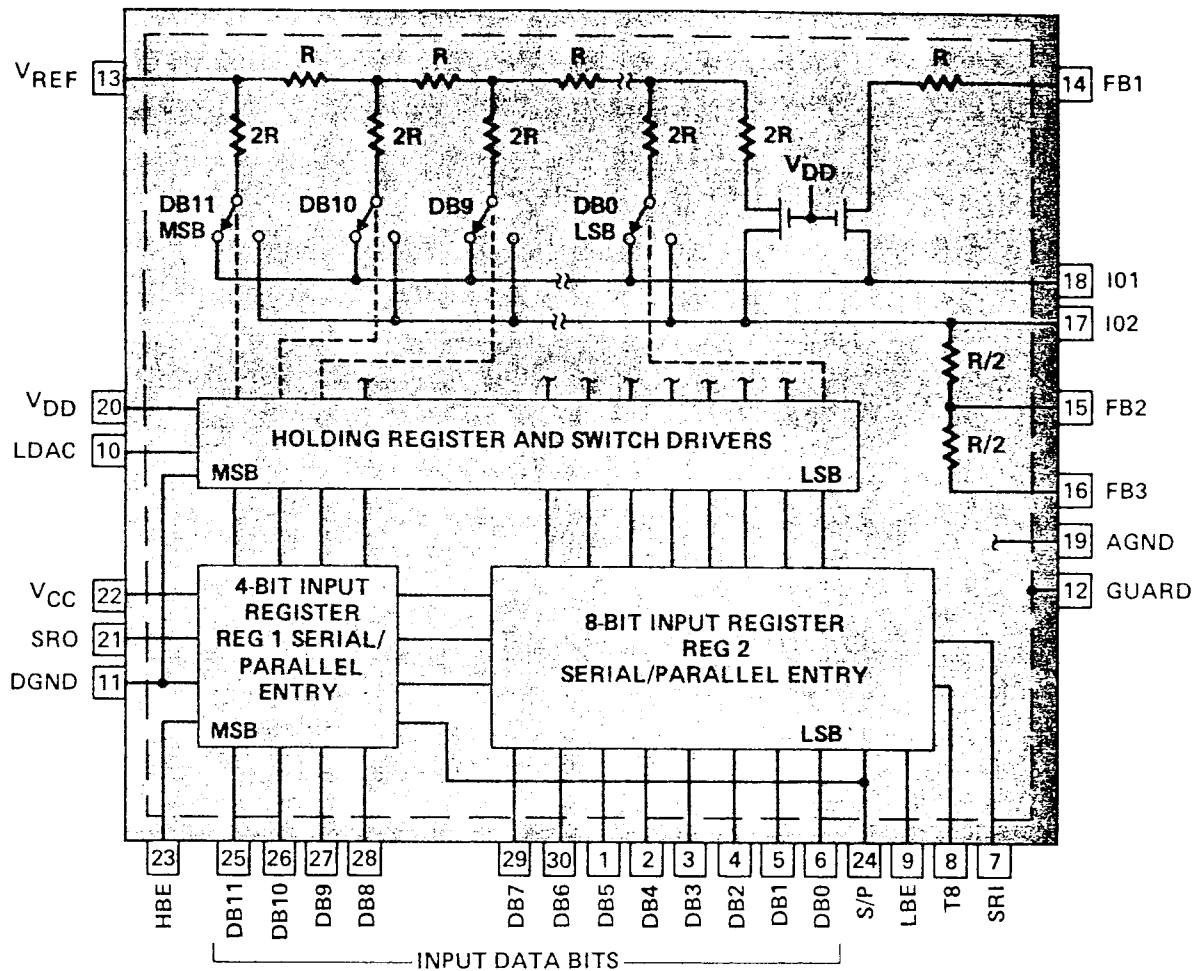 R R R R
VREF 13
14 FB1
2R 2R 2R 2R 2R
VDD
DB11
MSB
DB10
DB9
DB0
LSB
18 IO1
17 IO2
R/2
VDD 20
15 FB2
LDAC 10
HOLDING REGISTER AND SWITCH DRIVERS
MSB
LSB
R/2
16 FB3
19 AGND
12 GUARD
VCC 22
SRO 21
DGND 11
4-BIT INPUT
REGISTER
REG 1 SERIAL/
PARALLEL
ENTRY
MSB
8-BIT INPUT REGISTER
REG 2
SERIAL/PARALLEL ENTRY
LSB
23 25 26 27 28 29 30 1 2 3 4 5 6 24 9 8 7
HBE DB11 DB10 DB9 DB8 DB7 DB6 DB5 DB4 DB3 DB2 DB1 DB0 S/P LBE T8 SRI
INPUT DATA BITS